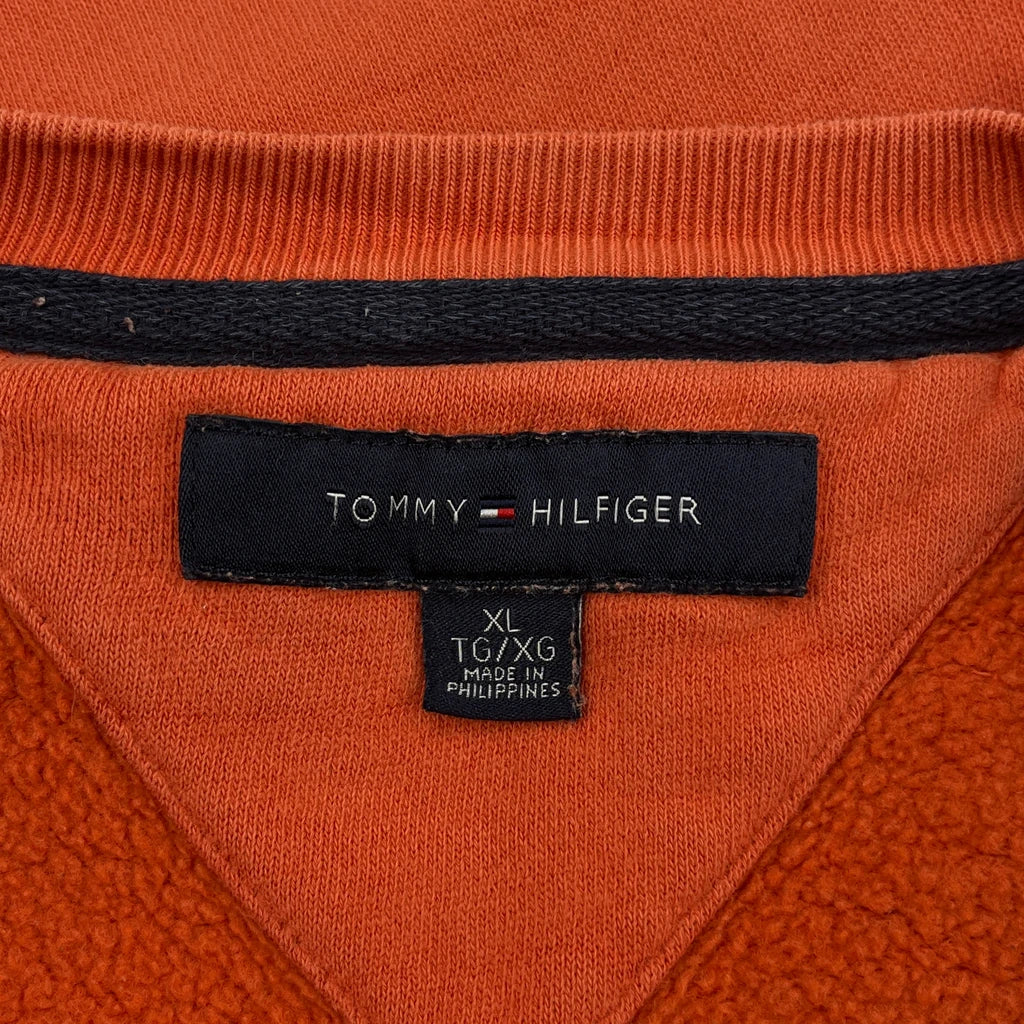 TOMMY HILFIGER
XL
TG/XG
MADE IN
PHILIPPINES